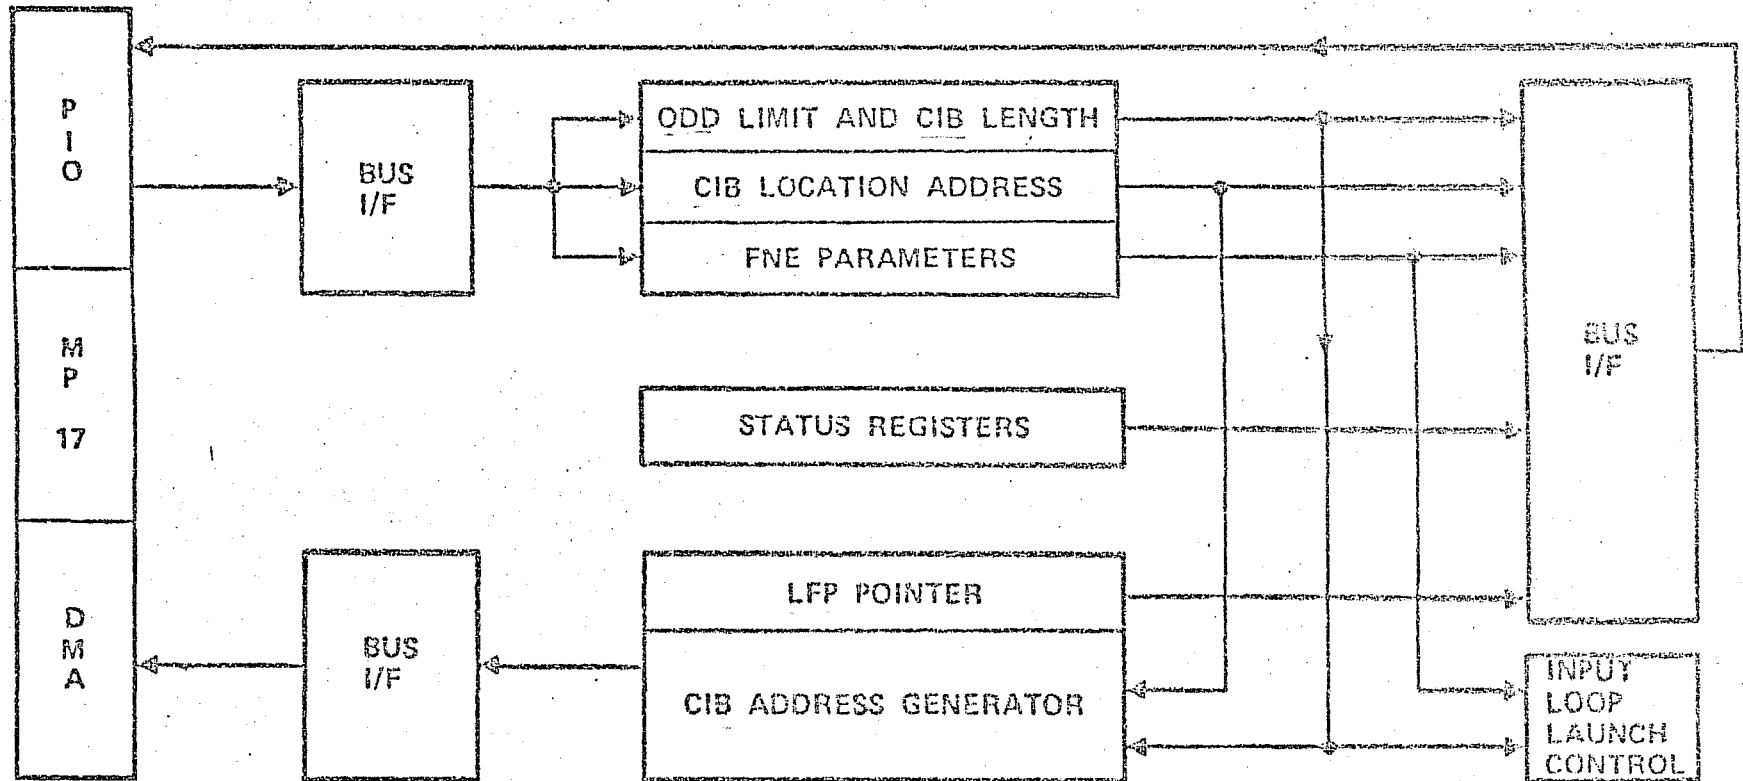 P
I
O
M
P
17
D
M
A
BUS
I/F
ODD LIMIT AND CIB LENGTH
CIB LOCATION ADDRESS
FNE PARAMETERS
STATUS REGISTERS
BUS
I/F
LFP POINTER
CIB ADDRESS GENERATOR
BUS
I/F
INPUT
LOOP
LAUNCH
CONTROL